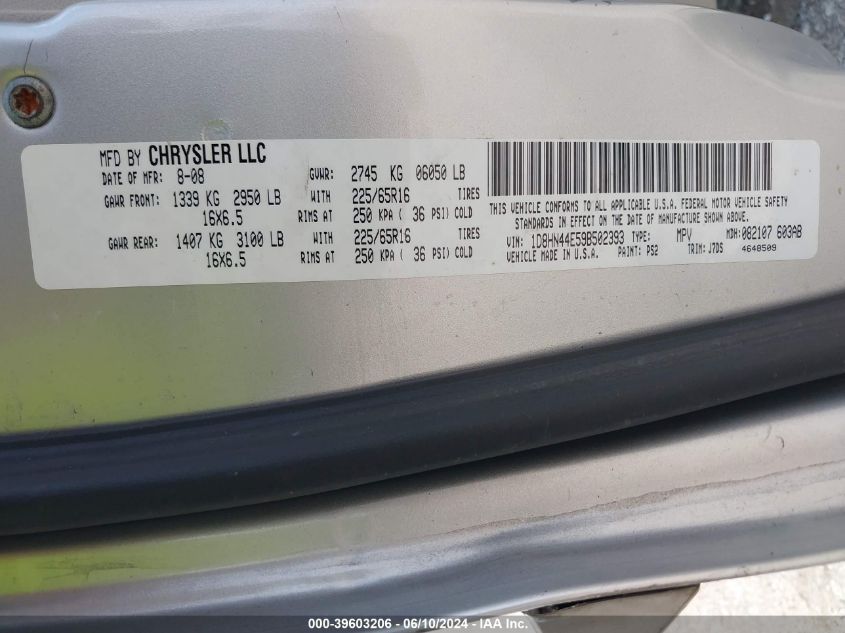 MFD BY CHRYSLER LLC
DATE OF MFR: 8-08 GVWR: 2745 KG 06050 LB
GAWR FRONT: 1339 KG 2950 LB WITH 225/65R16 TIRES
16X6.5 RIMS AT 250 KPA ( 36 PSI) COLD
GAWR REAR: 1407 KG 3100 LB WITH 225/65R16 TIRES
16X6.5 RIMS AT 250 KPA ( 36 PSI) COLD
THIS VEHICLE CONFORMS TO ALL APPLICABLE U.S.A. FEDERAL MOTOR VEHICLE SAFETY
STANDARDS IN EFFECT ON THE DATE OF MANUFACTURE SHOWN ABOVE.
VIN: 1D8HN44E59B502393 TYPE: MPV MDH: 082107 603AB
VEHICLE MADE IN U.S.A. PAINT: PS2 TRIM: J7DS 4648509
000-39603206 - 06/10/2024 - IAA Inc.